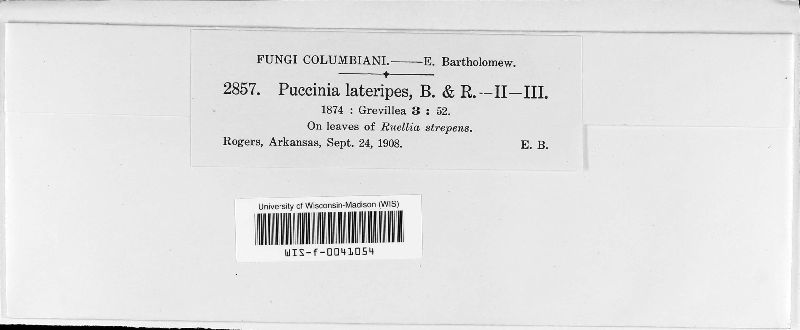 FUNGI COLUMBIANI.——E. Bartholomew.
2857. Puccinia lateripes, B. & R.—II—III.
1874 : Grevillea 3 : 52.
On leaves of Ruellia strepens.
Rogers, Arkansas, Sept. 24, 1908. E. B.
University of Wisconsin-Madison (WIS)
WIS-f-0041054